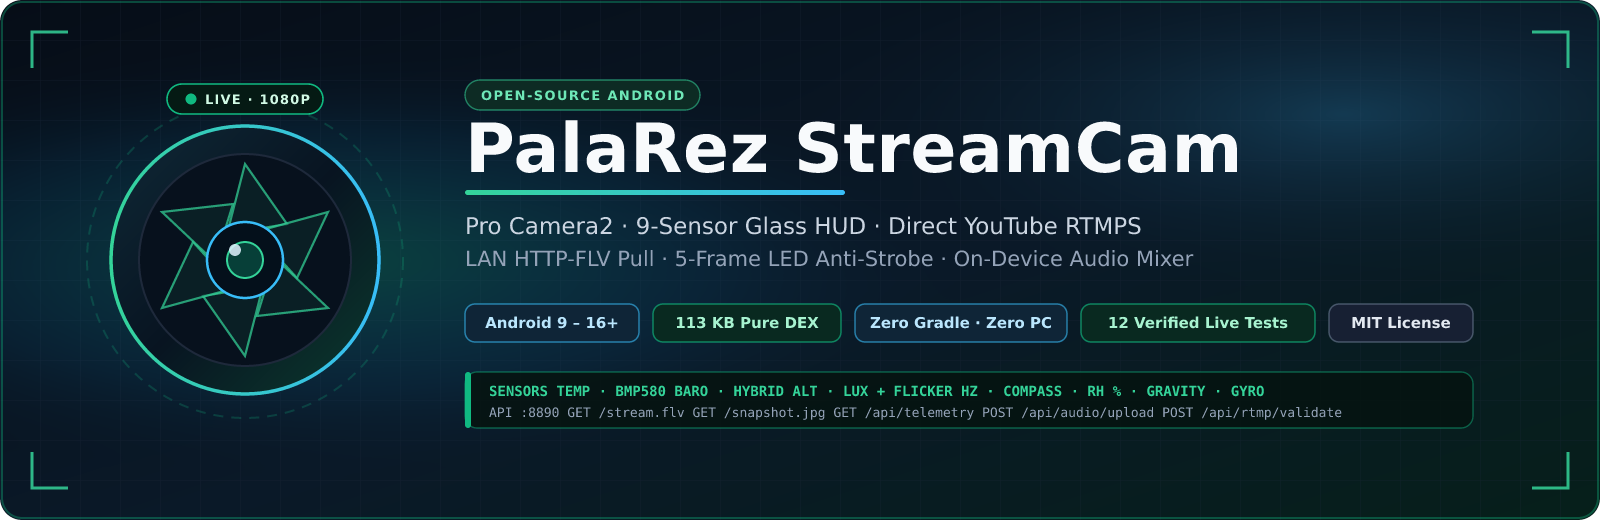 LIVE · 1080P
OPEN-SOURCE ANDROID
PalaRez StreamCam
Pro Camera2 · 9-Sensor Glass HUD · Direct YouTube RTMPS
LAN HTTP-FLV Pull · 5-Frame LED Anti-Strobe · On-Device Audio Mixer
Android 9 – 16+
113 KB Pure DEX
Zero Gradle · Zero PC
12 Verified Live Tests
MIT License
SENSORS TEMP · BMP580 BARO · HYBRID ALT · LUX + FLICKER HZ · COMPASS · RH % · GRAVITY · GYRO
API :8890 GET /stream.flv GET /snapshot.jpg GET /api/telemetry POST /api/audio/upload POST /api/rtmp/validate